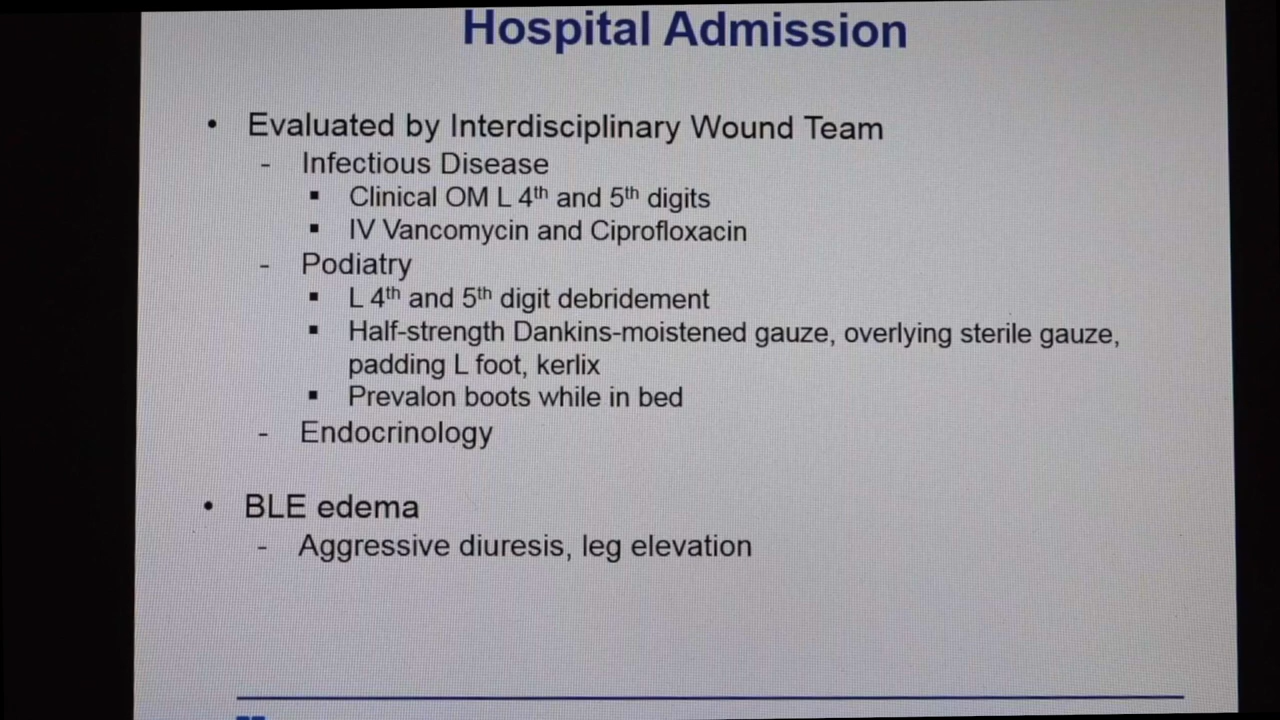 Hospital Admission
• Evaluated by Interdisciplinary Wound Team
- Infectious Disease
▪ Clinical OM L 4th and 5th digits
▪ IV Vancomycin and Ciprofloxacin
- Podiatry
▪ L 4th and 5th digit debridement
▪ Half-strength Dankins-moistened gauze, overlying sterile gauze,
padding L foot, kerlix
▪ Prevalon boots while in bed
- Endocrinology
• BLE edema
- Aggressive diuresis, leg elevation